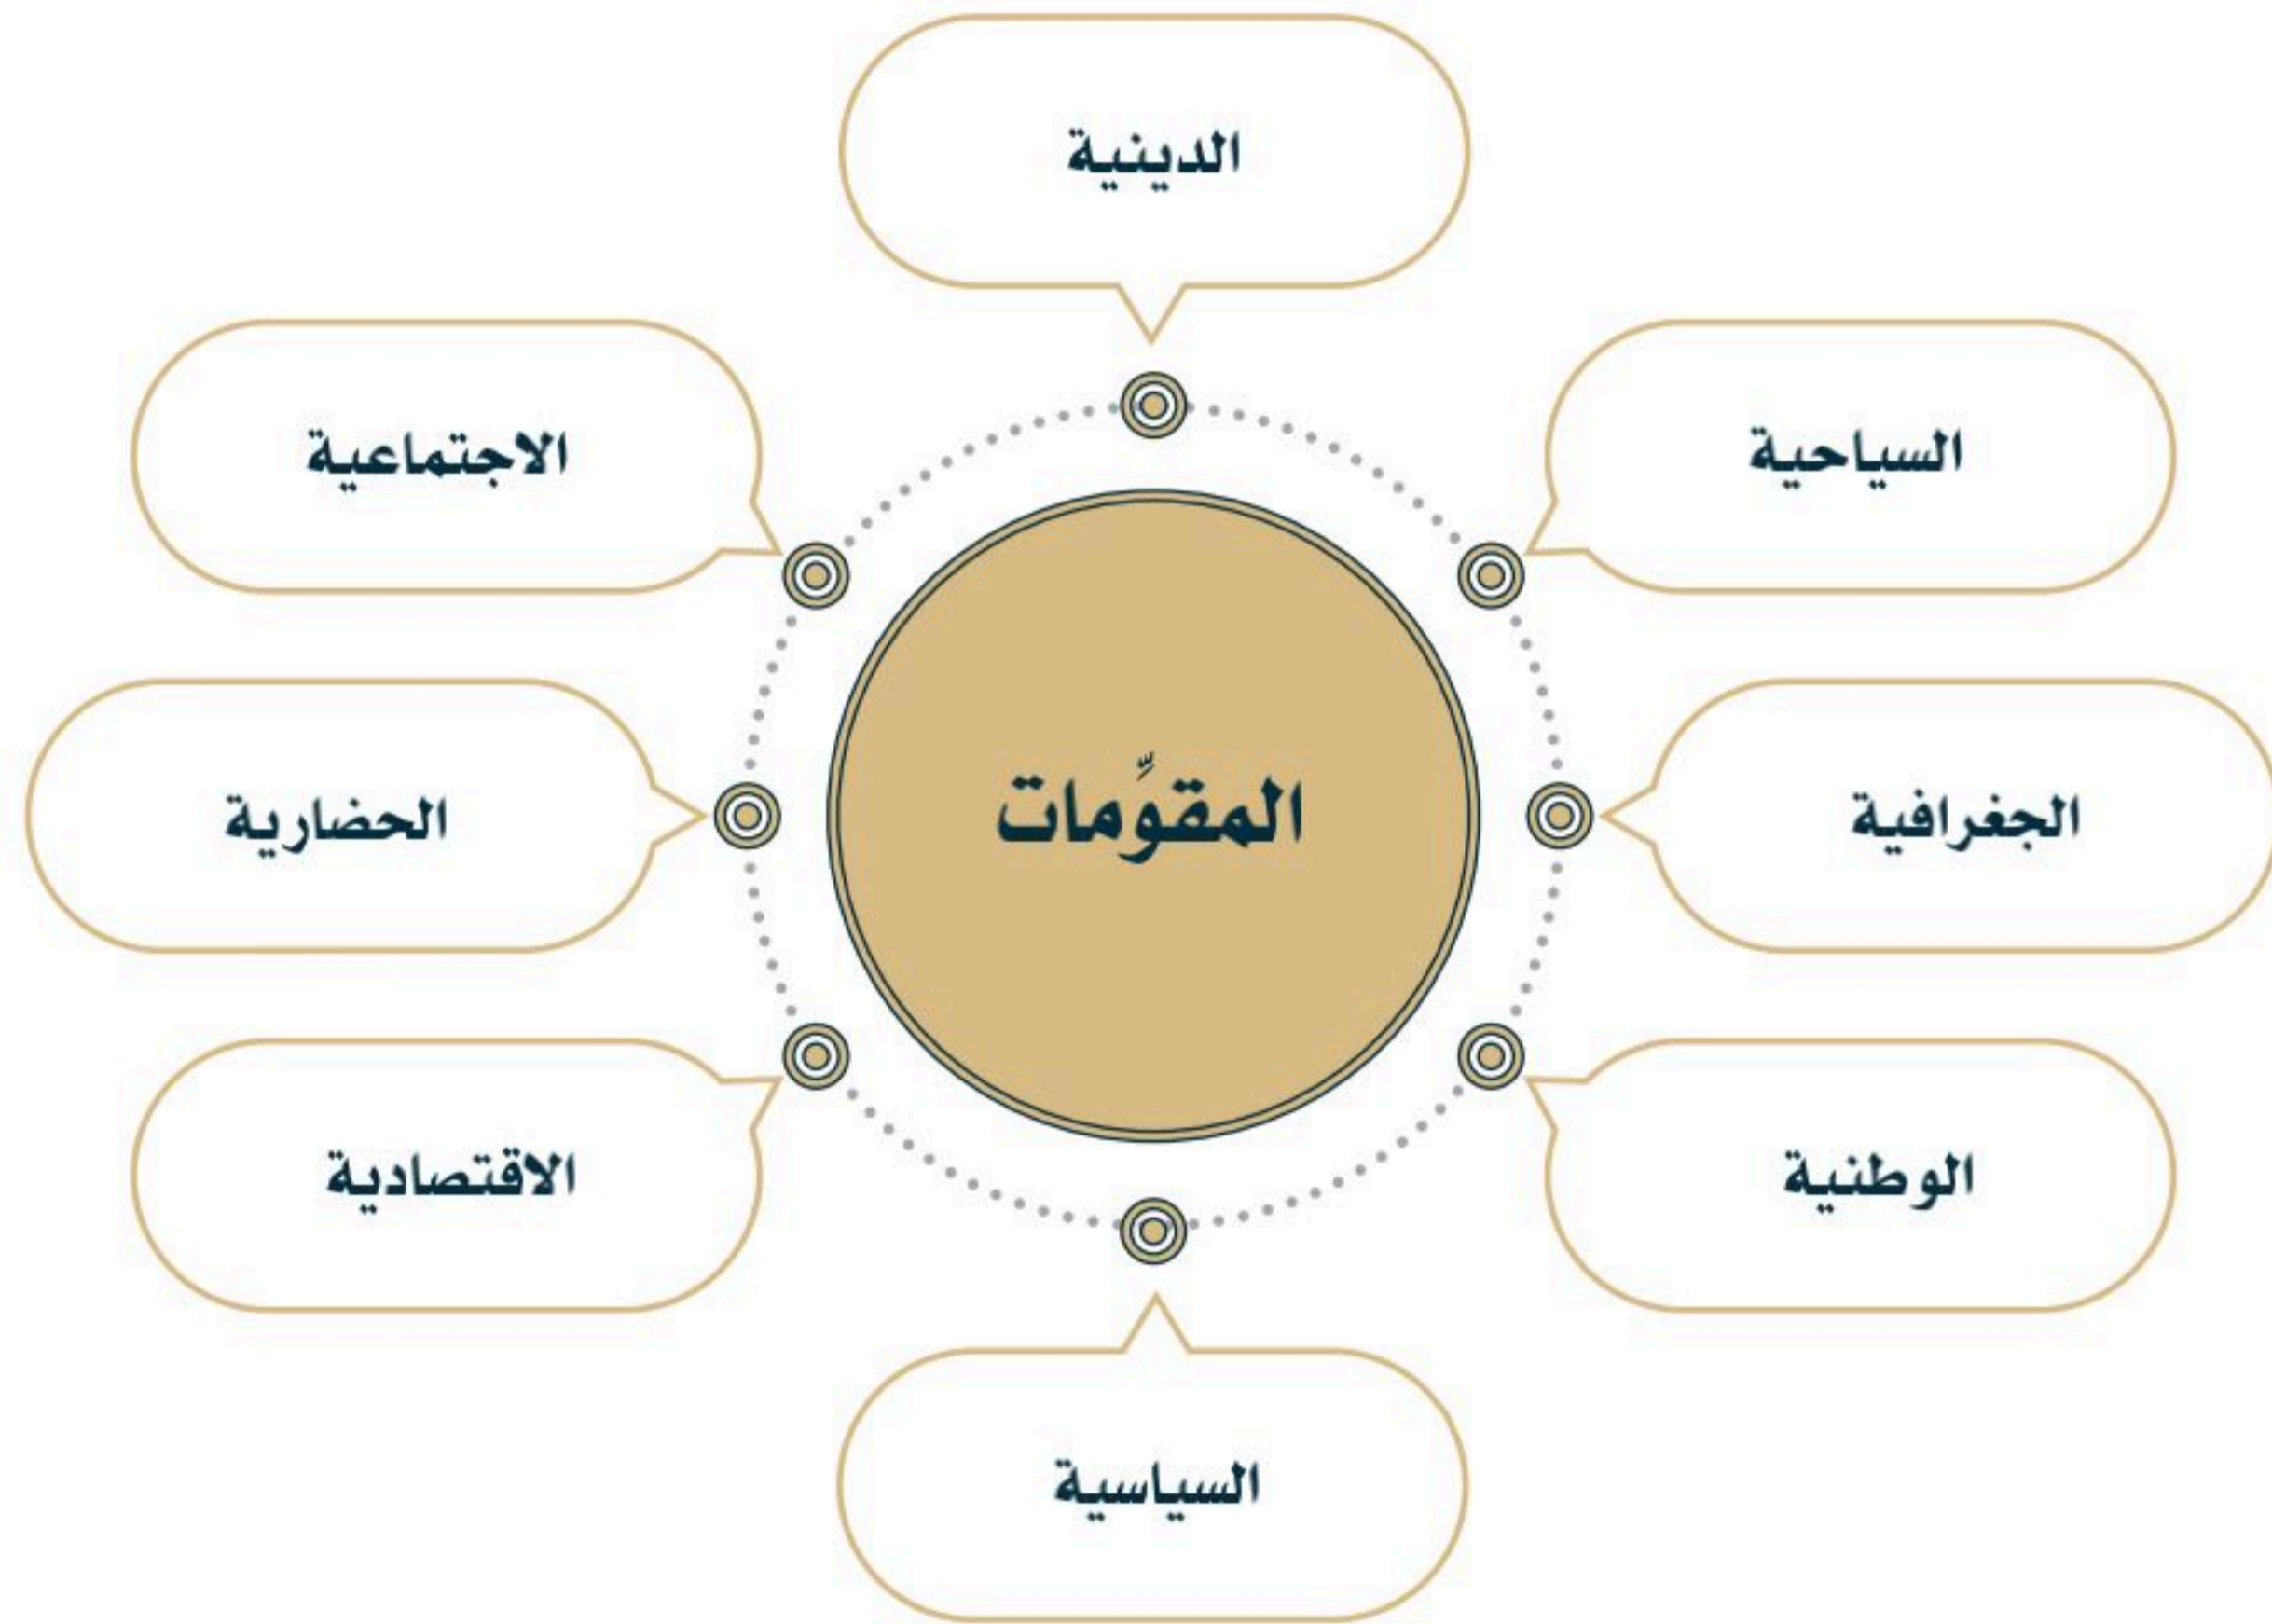 الدينية
السياحية
الاجتماعية
الجغرافية
المقوِّمات
الحضارية
الوطنية
الاقتصادية
السياسية